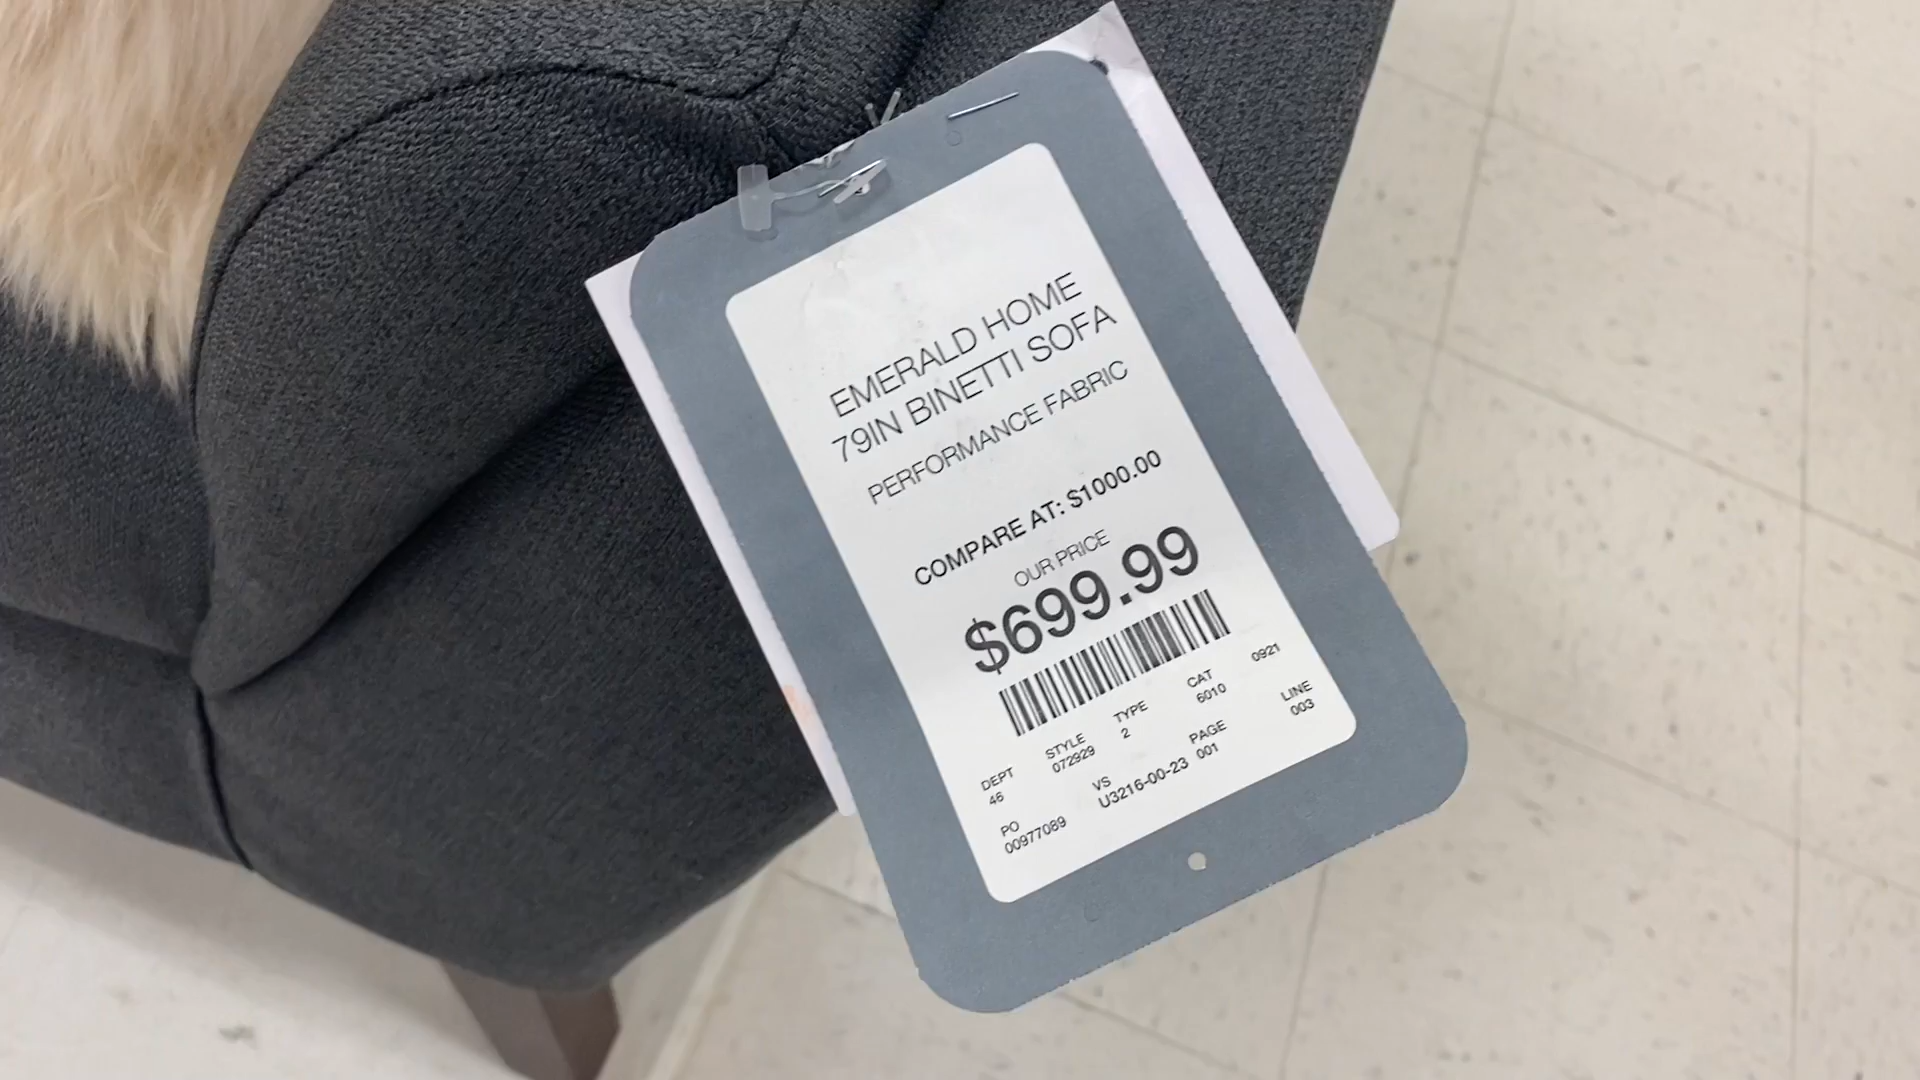 EMERALD HOME
79IN BINETTI SOFA
PERFORMANCE FABRIC
COMPARE AT: $1000.00
OUR PRICE
$699.99
DEPT STYLE TYPE CAT 0921
46 072929 2 6010
PO VS PAGE LINE
00977089 U3216-00-23 001 003